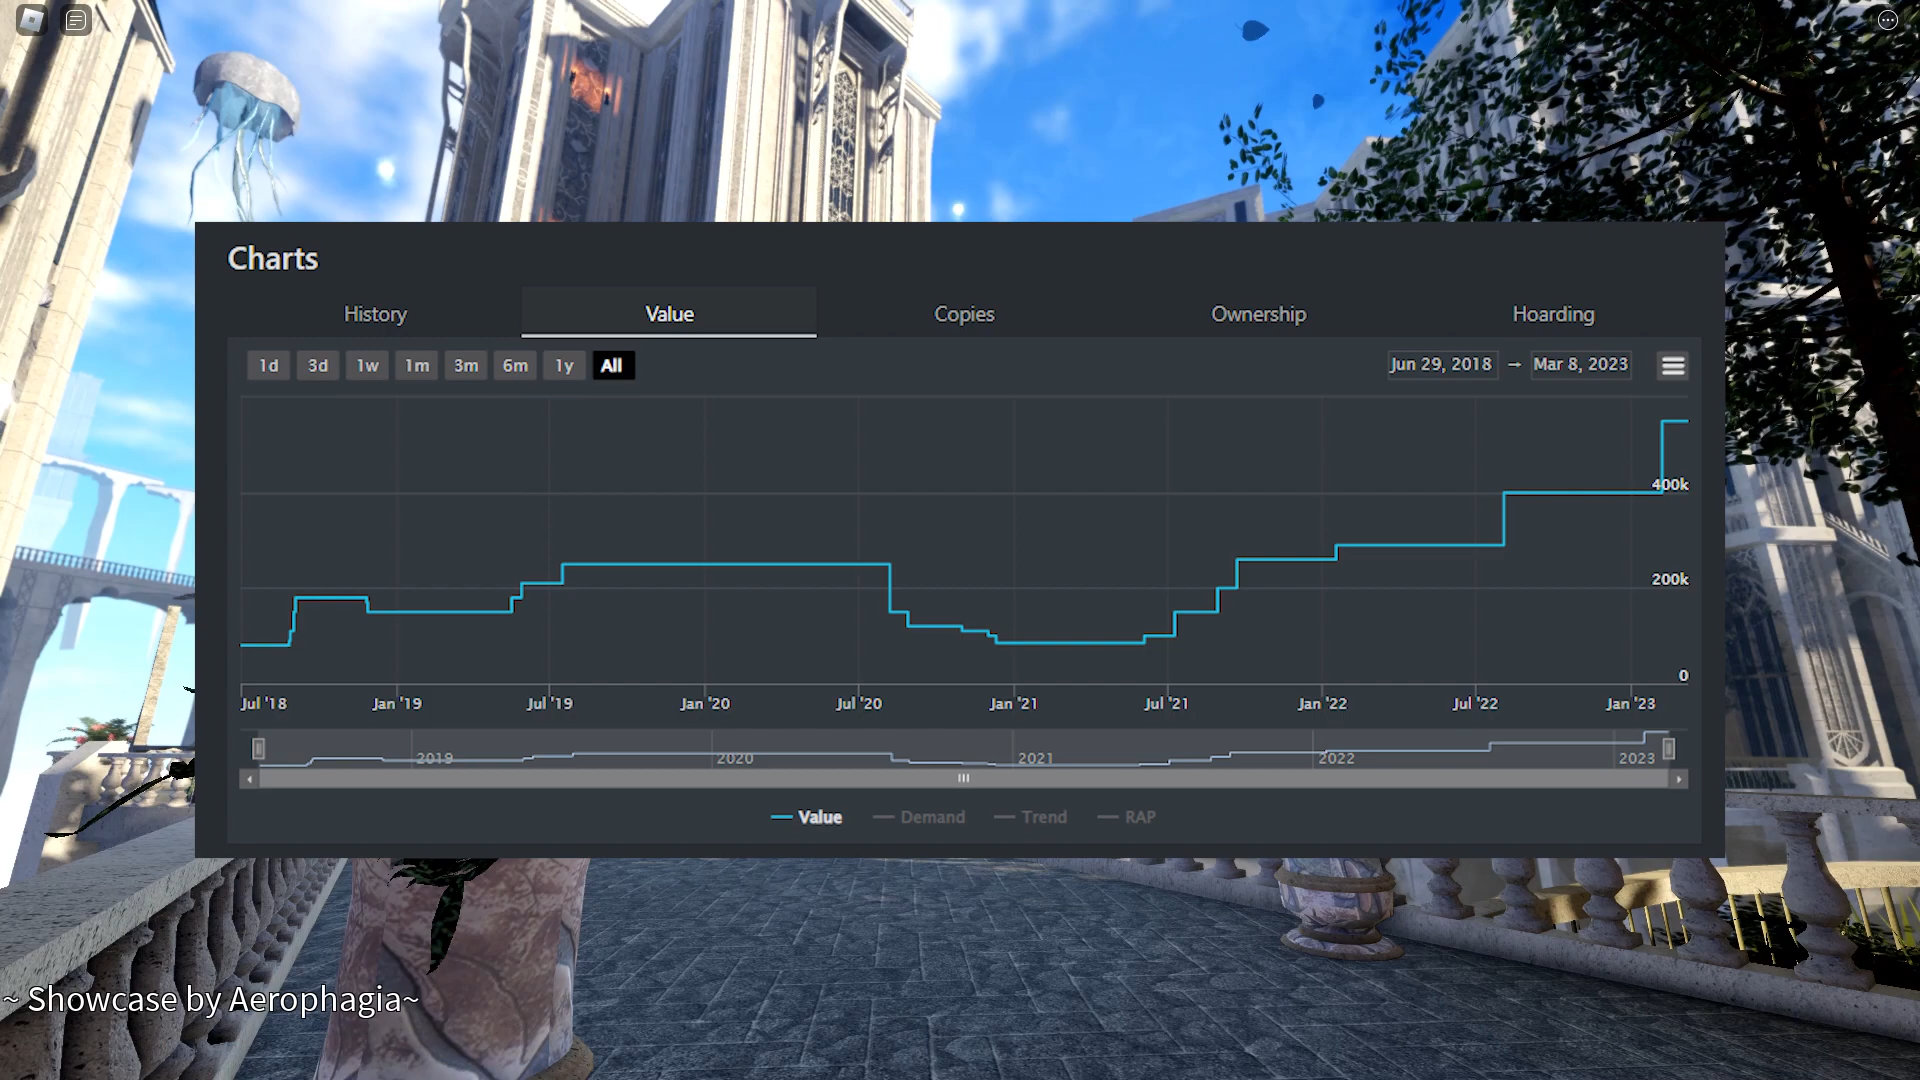 Charts
History Value Copies Ownership Hoarding
1d 3d 1w 1m 3m 6m 1y All Jun 29, 2018 → Mar 8, 2023
400k
200k
0
Jul '18 Jan '19 Jul '19 Jan '20 Jul '20 Jan '21 Jul '21 Jan '22 Jul '22 Jan '23
2019 2020 2021 2022 2023
Value Demand Trend RAP
~ Showcase by Aerophagia~